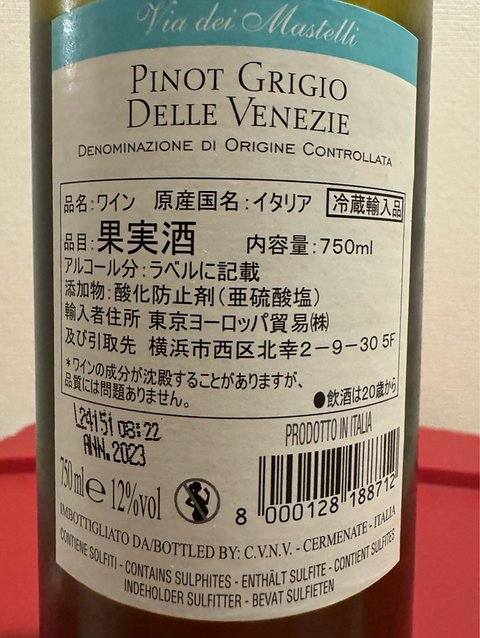 Via dei Mastelli
PINOT GRIGIO
DELLE VENEZIE
DENOMINAZIONE DI ORIGINE CONTROLLATA
品名:ワイン 原産国名:イタリア 冷蔵輸入品
品目:果実酒 内容量:750ml
アルコール分:ラベルに記載
添加物:酸化防止剤(亜硫酸塩)
輸入者住所 東京ヨーロッパ貿易㈱
及び引取先 横浜市西区北幸2-9-30 5F
*ワインの成分が沈殿することがありますが、
品質には問題ありません。
●飲酒は20歳から
L24151 08:22
ANN.2023
PRODOTTO IN ITALIA
750 ml e 12%vol
8 000128 188712
IMBOTTIGLIATO DA/BOTTLED BY: C.V.N.V. - CERMENATE - ITALIA
CONTIENE SOLFITI - CONTAINS SULPHITES - ENTHÄLT SULFITE - CONTIENT SULFITES
INDEHOLDER SULFITTER - BEVAT SULFIETEN